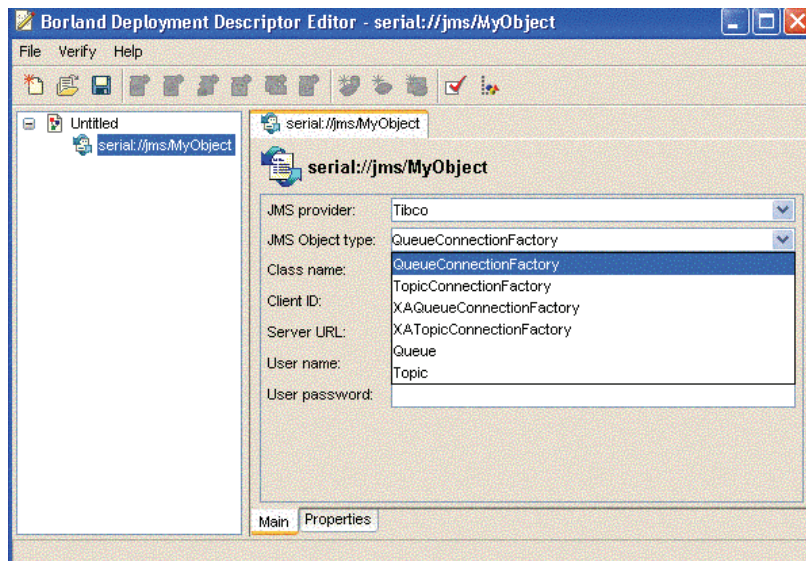 Borland Deployment Descriptor Editor - serial://jms/MyObject
File Verify Help
Untitled
serial://jms/MyObject
serial://jms/MyObject
serial://jms/MyObject
JMS provider: Tibco
JMS Object type: QueueConnectionFactory
Class name: QueueConnectionFactory
TopicConnectionFactory
Client ID: XAQueueConnectionFactory
Server URL: XATopicConnectionFactory
Queue
User name: Topic
User password:
Main Properties